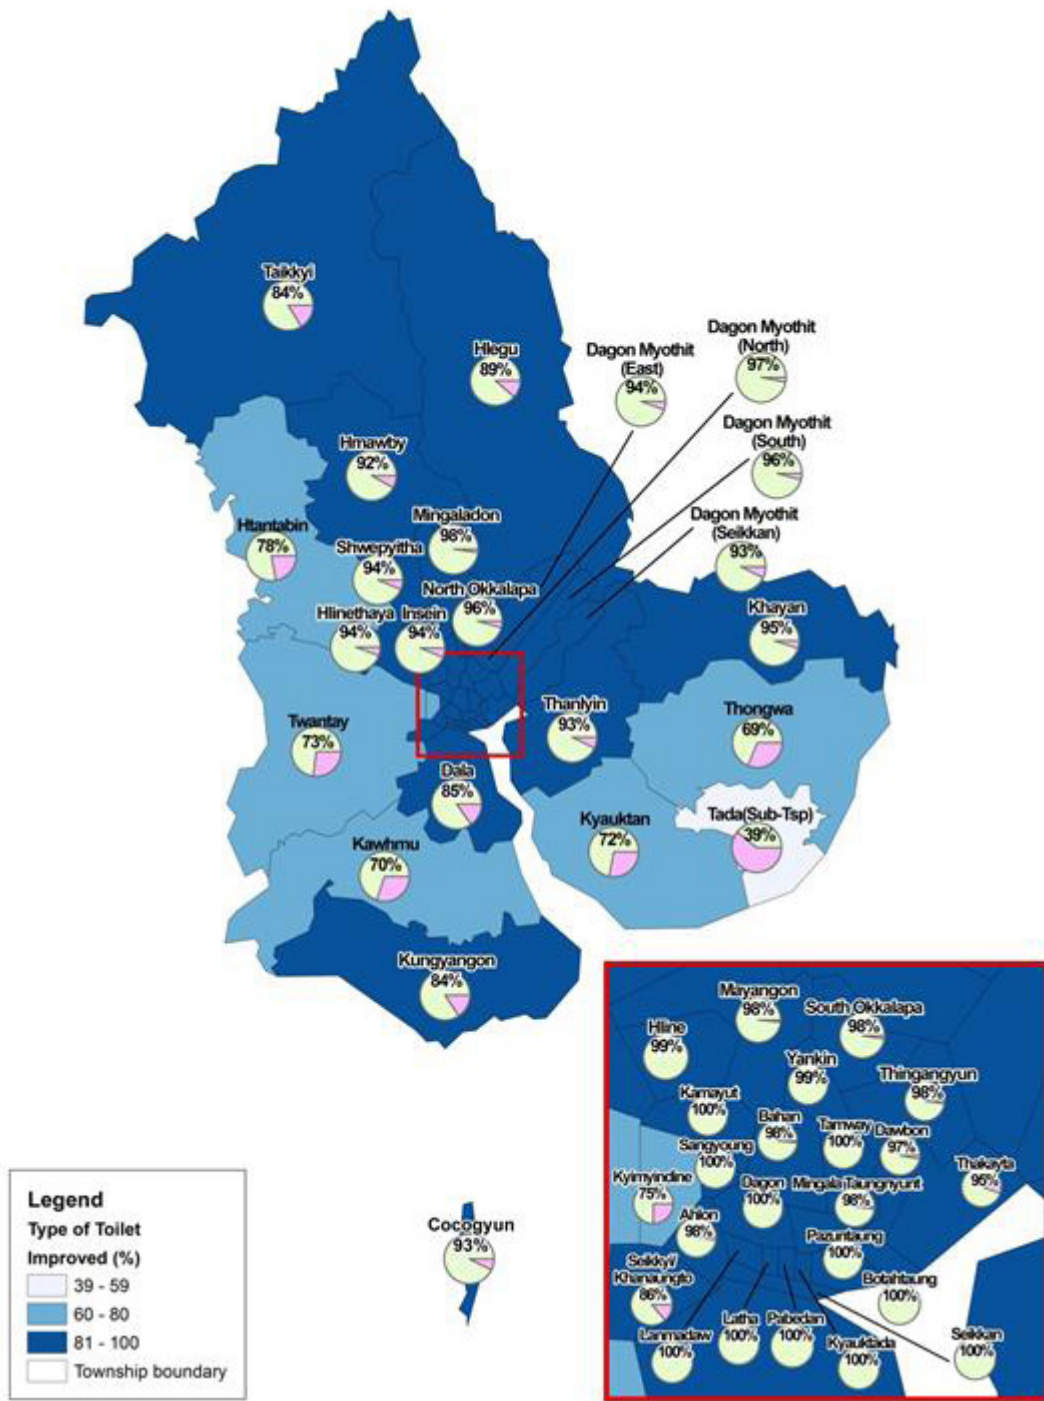 Taikkyi
84%
Hlegu
89%
Dagon Myothit
(East)
94%
Dagon Myothit
(North)
97%
Dagon Myothit
(South)
96%
Dagon Myothit
(Seikkan)
93%
Hmawby
92%
Mingaladon
98%
Htantabin
78%
Shwepyitha
94%
North Okkalapa
96%
Hlinethaya
94%
Insein
94%
Khayan
95%
Twantay
73%
Thanlyin
93%
Thongwa
69%
Dala
85%
Kyauktan
72%
Tada(Sub-Tsp)
39%
Kawhmu
70%
Kungyangon
84%
Cocogyun
93%
Mayangon
98%
South Okkalapa
98%
Hline
99%
Yankin
99%
Thingangyun
98%
Kamayut
100%
Bahan
98%
Tamway
100%
Dawbon
97%
Sangyoung
100%
Thakayta
95%
Kyimyindine
75%
Dagon
100%
Mingala Taungnyunt
98%
Ahlon
98%
Pazuntaung
100%
Seikkyi/
Khanaungto
86%
Botahtaung
100%
Lanmadaw
100%
Latha
100%
Pabedan
100%
Kyauktada
100%
Seikkan
100%
Legend
Type of Toilet
Improved (%)
39 - 59
60 - 80
81 - 100
Township boundary